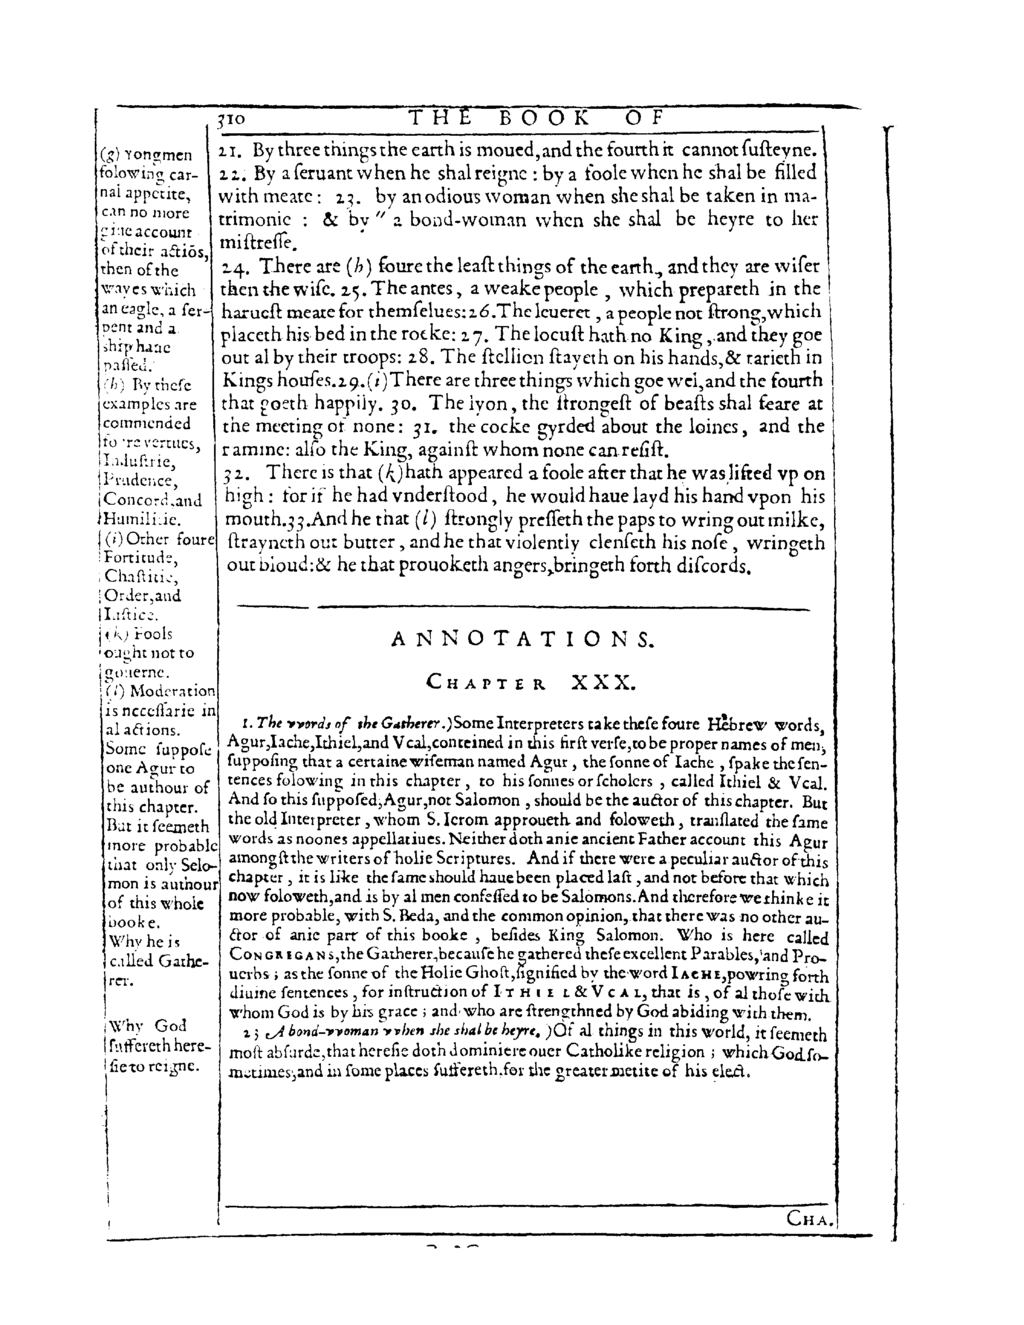 310 THE BOOK OF
21. By three things the earth is moued, and the fourth it cannot ſuſteyne.
22. By a ſeruant when he shal reigne : by a foole when he shal be filled
with meate : 23. by an odious woman when she shal be taken in ma-
trimonie : & by " a bond-woman when she shal be heyre to her
miſtreſſe.
24. There are (h) foure the leaſt things of the earth, and they are wiſer
then the wiſe. 25. The antes, a weake people , which prepareth in the
harueſt meate for themſelues: 26. The leueret , a people not ſtrong, which
placeth his bed in the rocke: 27. The locuſt hath no King , and they goe
out al by their troops: 28. The ſtellion ſtayeth on his hands, & tarieth in
Kings houſes. 29. (i) There are three things which goe wel, and the fourth
that goeth happily. 30. The lyon, the ſtrongeſt of beaſts shal feare at
the meeting of none: 31. the cocke gyrded about the loines, and the
ramme: alſo the King, againſt whom none can reſiſt.
32. There is that (k) hath appeared a foole after that he was lifted vp on
high : for if he had vnderſtood, he would haue layd his hand vpon his
mouth. 33. And he that (l) ſtrongly preſſeth the paps to wring out milke,
ſtrayneth out butter , and he that violently clenſeth his noſe , wringeth
out bloud: & he that prouoketh angers, bringeth forth diſcords.
(g) Yongmen
folowing car-
nal appetite,
can no more
giue account
of their actiõs,
then of the
wayes which
an eagle, a ſer-
pent and a
ship haue
paſſed.
(h) By theſe
examples are
commended
foure vertues,
Induſtrie,
Prudence,
Concord, and
Humilitie.
(i) Other foure
Fortitude,
Chaſtitie,
Order, and
Iuſtice.
(k) Fools
ought not to
gouerne.
(l) Moderation
is neceſſarie in
al actions.
Some ſuppoſe
one Agur to
be authour of
this chapter.
But it ſeemeth
more probable
that only Salo-
mon is authour
of this whole
booke.
Why he is
called Gathe-
rer.
Why God
ſuffereth here-
ſie to reigne.
ANNOTATIONS.
CHAPTER XXX.
1. The vvords of the Gatherer.) Some Interpreters take theſe foure Hebrew words,
Agur, Iache, Ithiel, and Vcal, conteined in this firſt verſe, to be proper names of men,
ſuppoſing that a certaine wiſeman named Agur , the ſonne of Iache , ſpake the ſen-
tences folowing in this chapter , to his ſonnes or ſcholers , called Ithiel & Vcal.
And ſo this ſuppoſed, Agur, not Salomon , should be the auctor of this chapter. But
the old Interpreter , whom S. Ierom approueth and foloweth , tranſlated the ſame
words as noones appellatiues. Neither doth anie ancient Father account this Agur
amongſt the writers of holie Scriptures. And if there were a peculiar auctor of this
chapter , it is like the ſame should haue been placed laſt , and not before that which
now foloweth, and is by al men confeſſed to be Salomons. And therefore we thinke it
more probable, with S. Beda, and the common opinion, that there was no other au-
ctor of anie part of this booke , beſides King Salomon. Who is here called
CONGREGANS, the Gatherer, becauſe he gathered theſe excellent Parables, and Pro-
uerbs ; as the ſonne of the Holie Ghoſt, ſignified by the word IACHE, powring forth
diuine ſentences , for inſtruction of ITHIEL & VCAL, that is , of al thoſe with
whom God is by his grace ; and who are ſtrengthned by God abiding with them.
23 A bond-vvoman vvhen she shal be heyre. ) Of al things in this world, it ſeemeth
moſt abſurde, that hereſie doth dominiere ouer Catholike religion ; which God ſo-
metimes, and in ſome places ſuffereth, for the greater merite of his elect.
CHA.